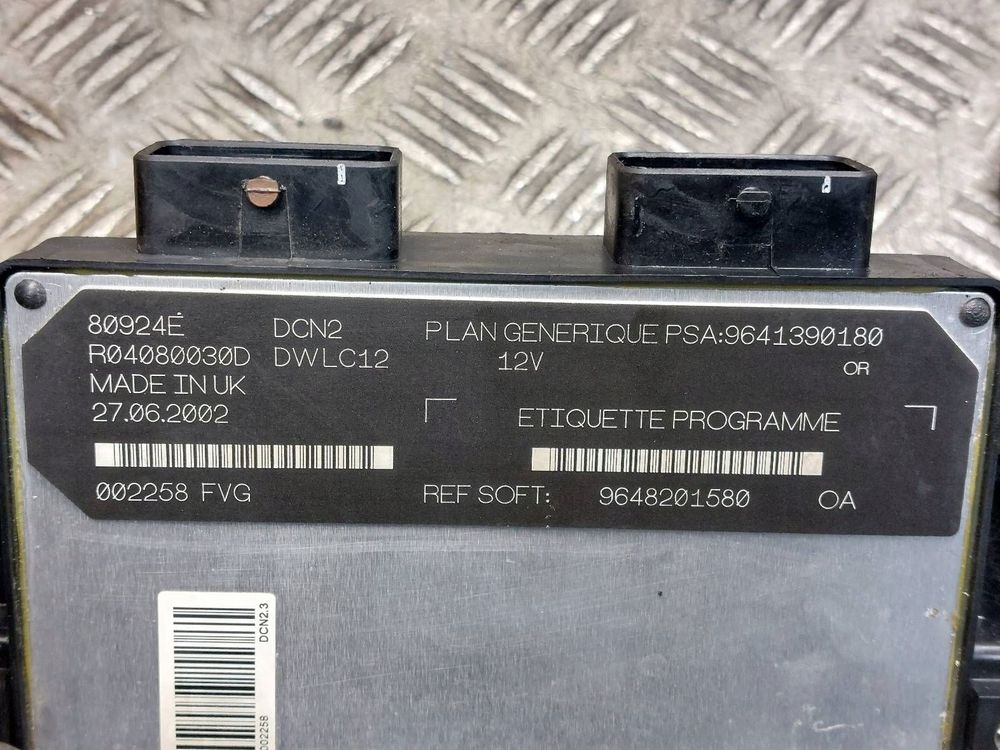 80924E DCN2 PLAN GENERIQUE PSA:9641390180
R04080030D DWLC12 12V OR
MADE IN UK
27.06.2002
ETIQUETTE PROGRAMME
002258 FVG REF SOFT: 9648201580 OA
DCN2.3
002258